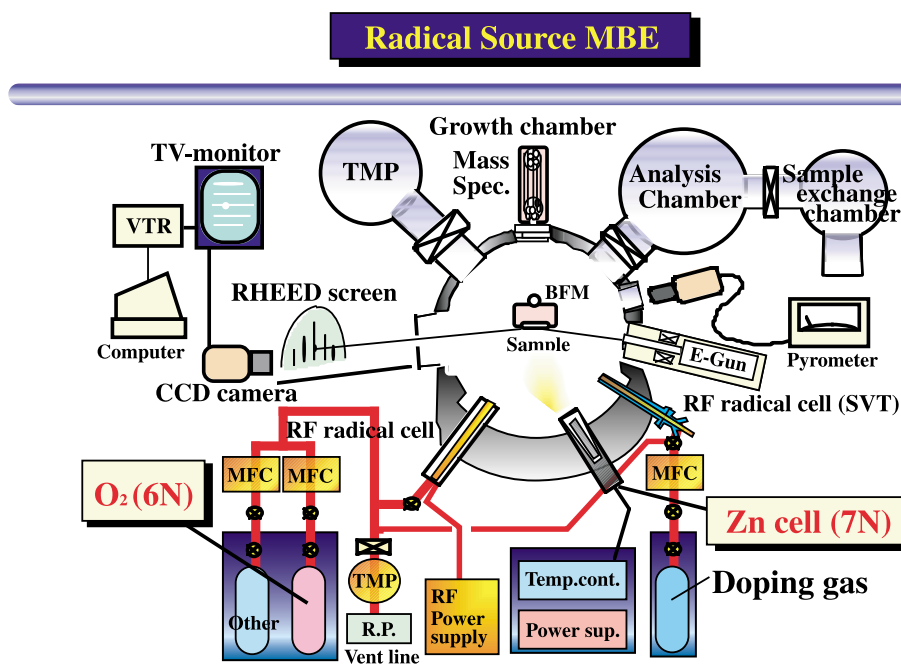 Radical Source MBE
Growth chamber
TV-monitor
TMP
Mass
Spec.
Analysis
Chamber
Sample
exchange
chamber
VTR
RHEED screen
BFM
Computer
Sample
E-Gun
Pyrometer
CCD camera
RF radical cell (SVT)
RF radical cell
MFC
MFC
MFC
O₂ (6N)
Zn cell (7N)
TMP
Temp.cont.
Doping gas
Other
RF
Power
supply
R.P.
Power sup.
Vent line